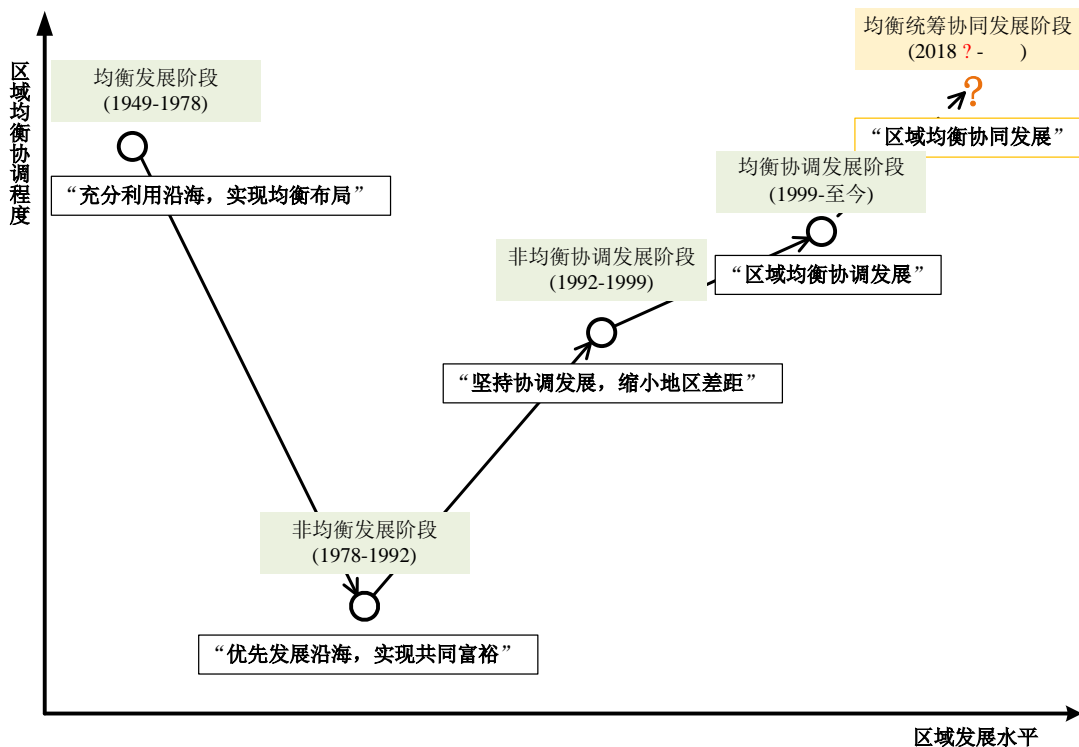 区域均衡协调程度
均衡发展阶段
(1949-1978)
“充分利用沿海，实现均衡布局”
非均衡发展阶段
(1978-1992)
“优先发展沿海，实现共同富裕”
非均衡协调发展阶段
(1992-1999)
“坚持协调发展，缩小地区差距”
均衡协调发展阶段
(1999-至今)
“区域均衡协调发展”
均衡统筹协同发展阶段
(2018 ? - )
?
“区域均衡协同发展”
区域发展水平